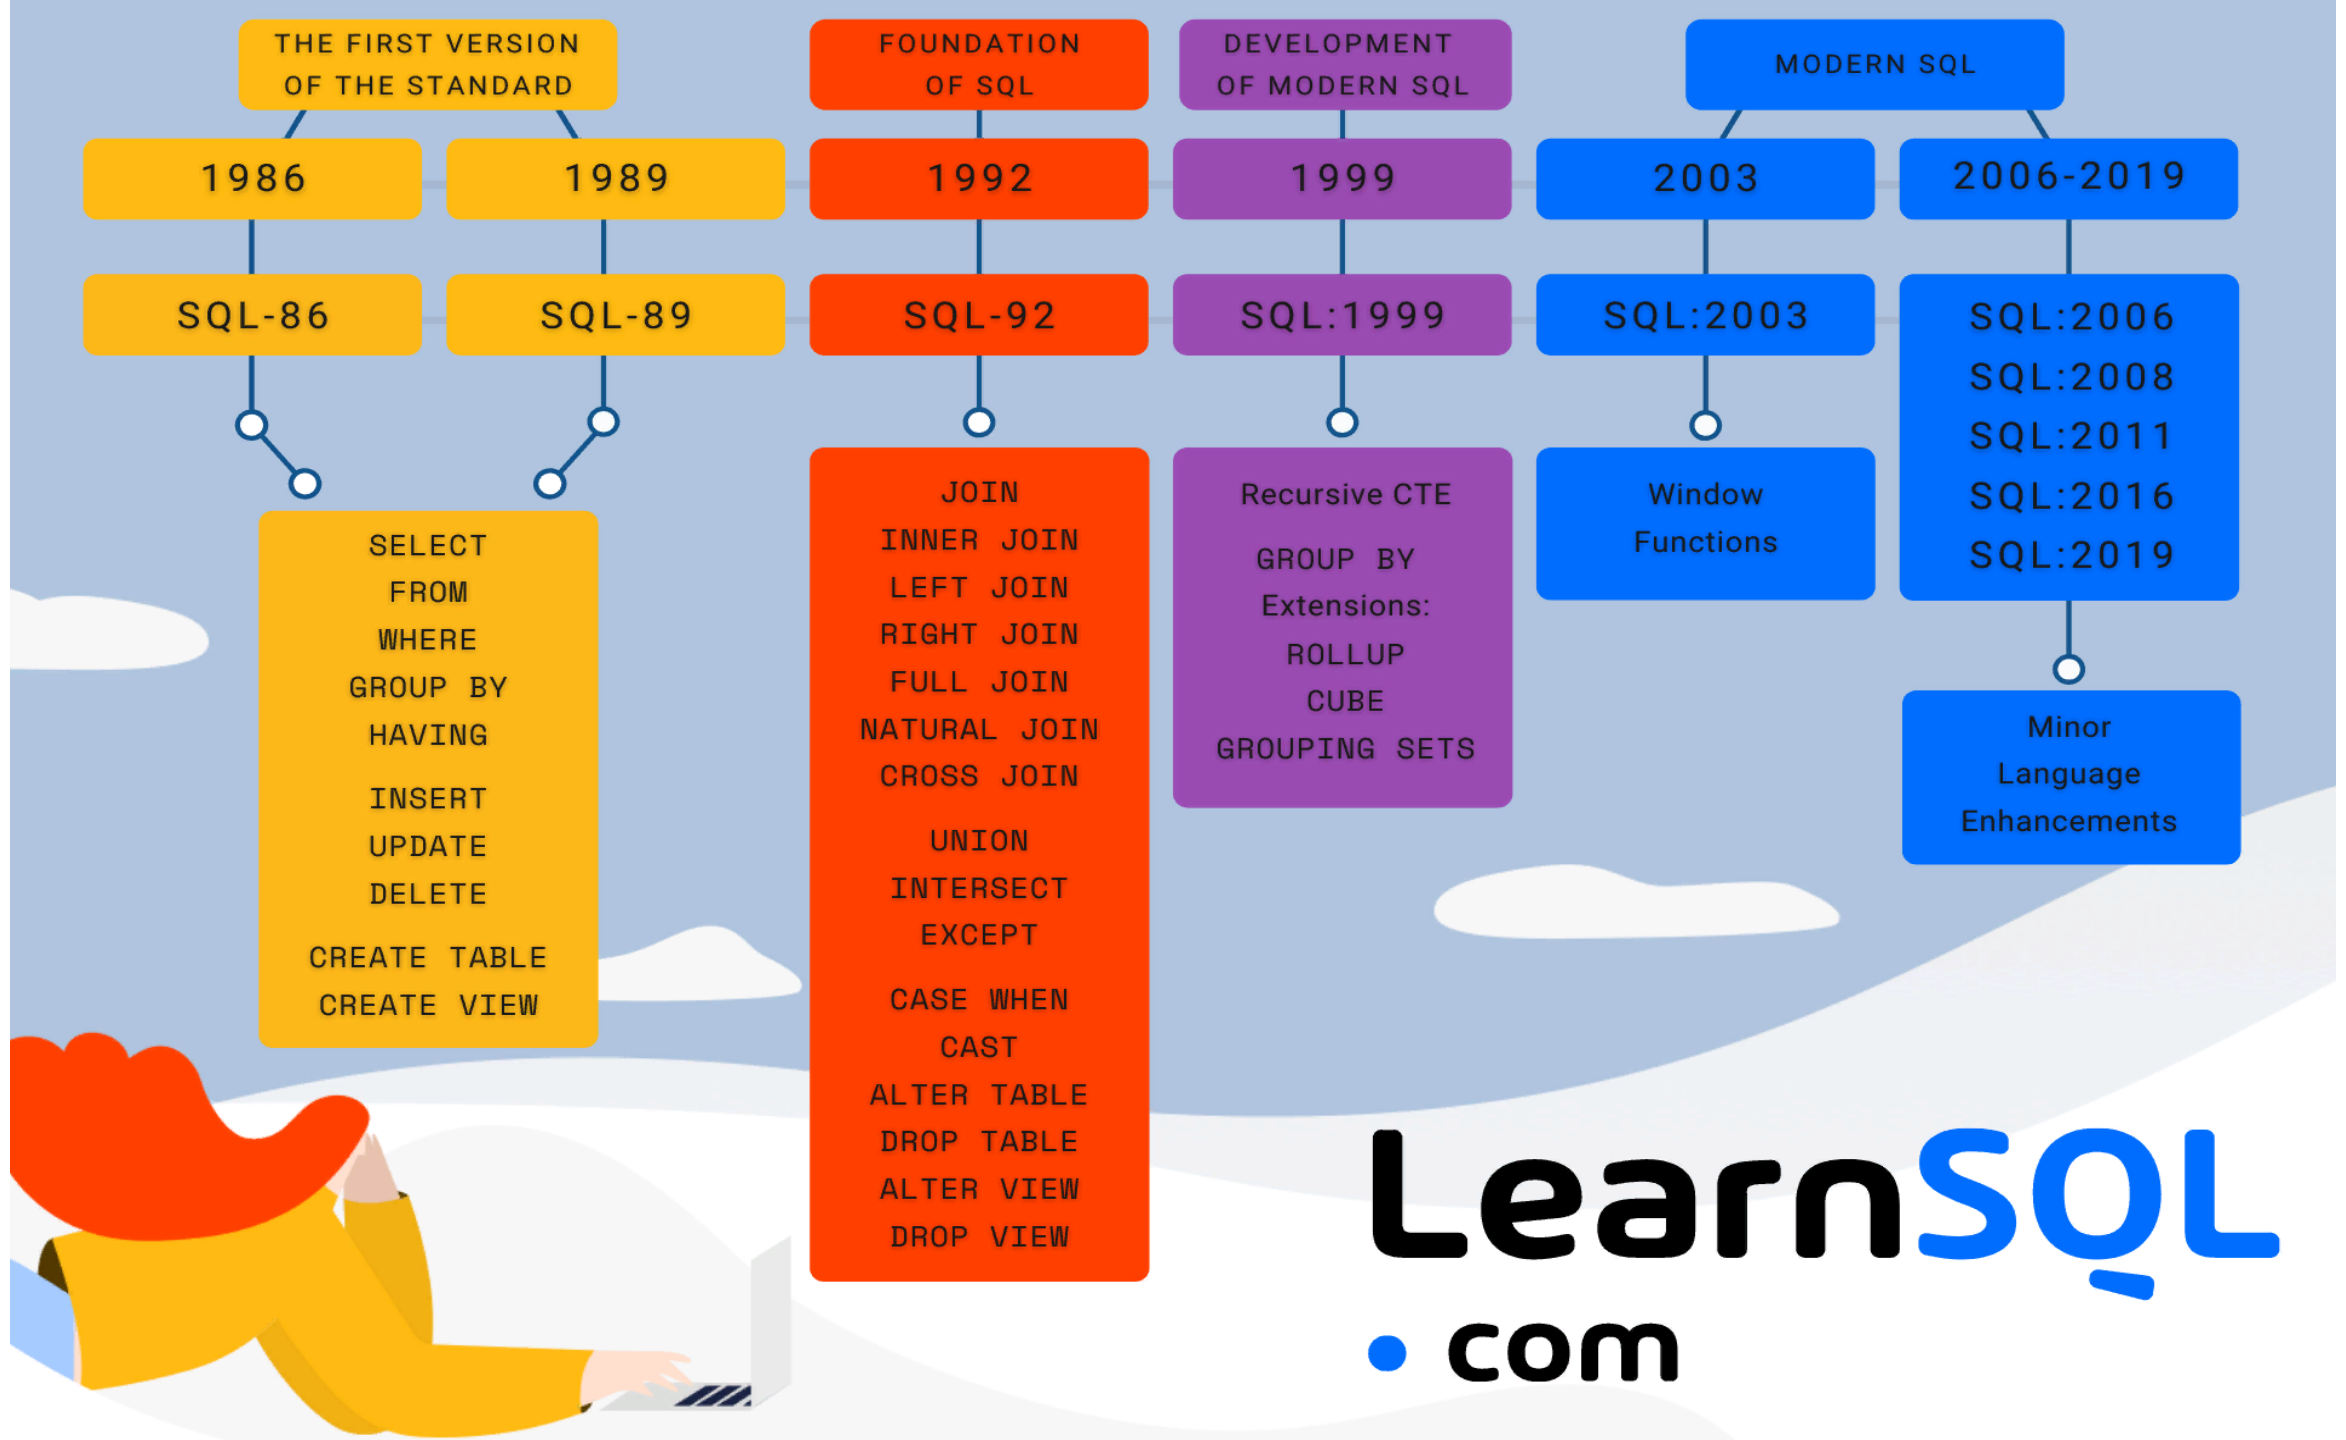 THE FIRST VERSION
OF THE STANDARD
FOUNDATION
OF SQL
DEVELOPMENT
OF MODERN SQL
MODERN SQL
1986
1989
1992
1999
2003
2006-2019
SQL-86
SQL-89
SQL-92
SQL:1999
SQL:2003
SQL:2006
SQL:2008
SQL:2011
SQL:2016
SQL:2019
SELECT
FROM
WHERE
GROUP BY
HAVING
INSERT
UPDATE
DELETE
CREATE TABLE
CREATE VIEW
JOIN
INNER JOIN
LEFT JOIN
RIGHT JOIN
FULL JOIN
NATURAL JOIN
CROSS JOIN
UNION
INTERSECT
EXCEPT
CASE WHEN
CAST
ALTER TABLE
DROP TABLE
ALTER VIEW
DROP VIEW
Recursive CTE
GROUP BY
Extensions:
ROLLUP
CUBE
GROUPING SETS
Window
Functions
Minor
Language
Enhancements
LearnSQL
.com